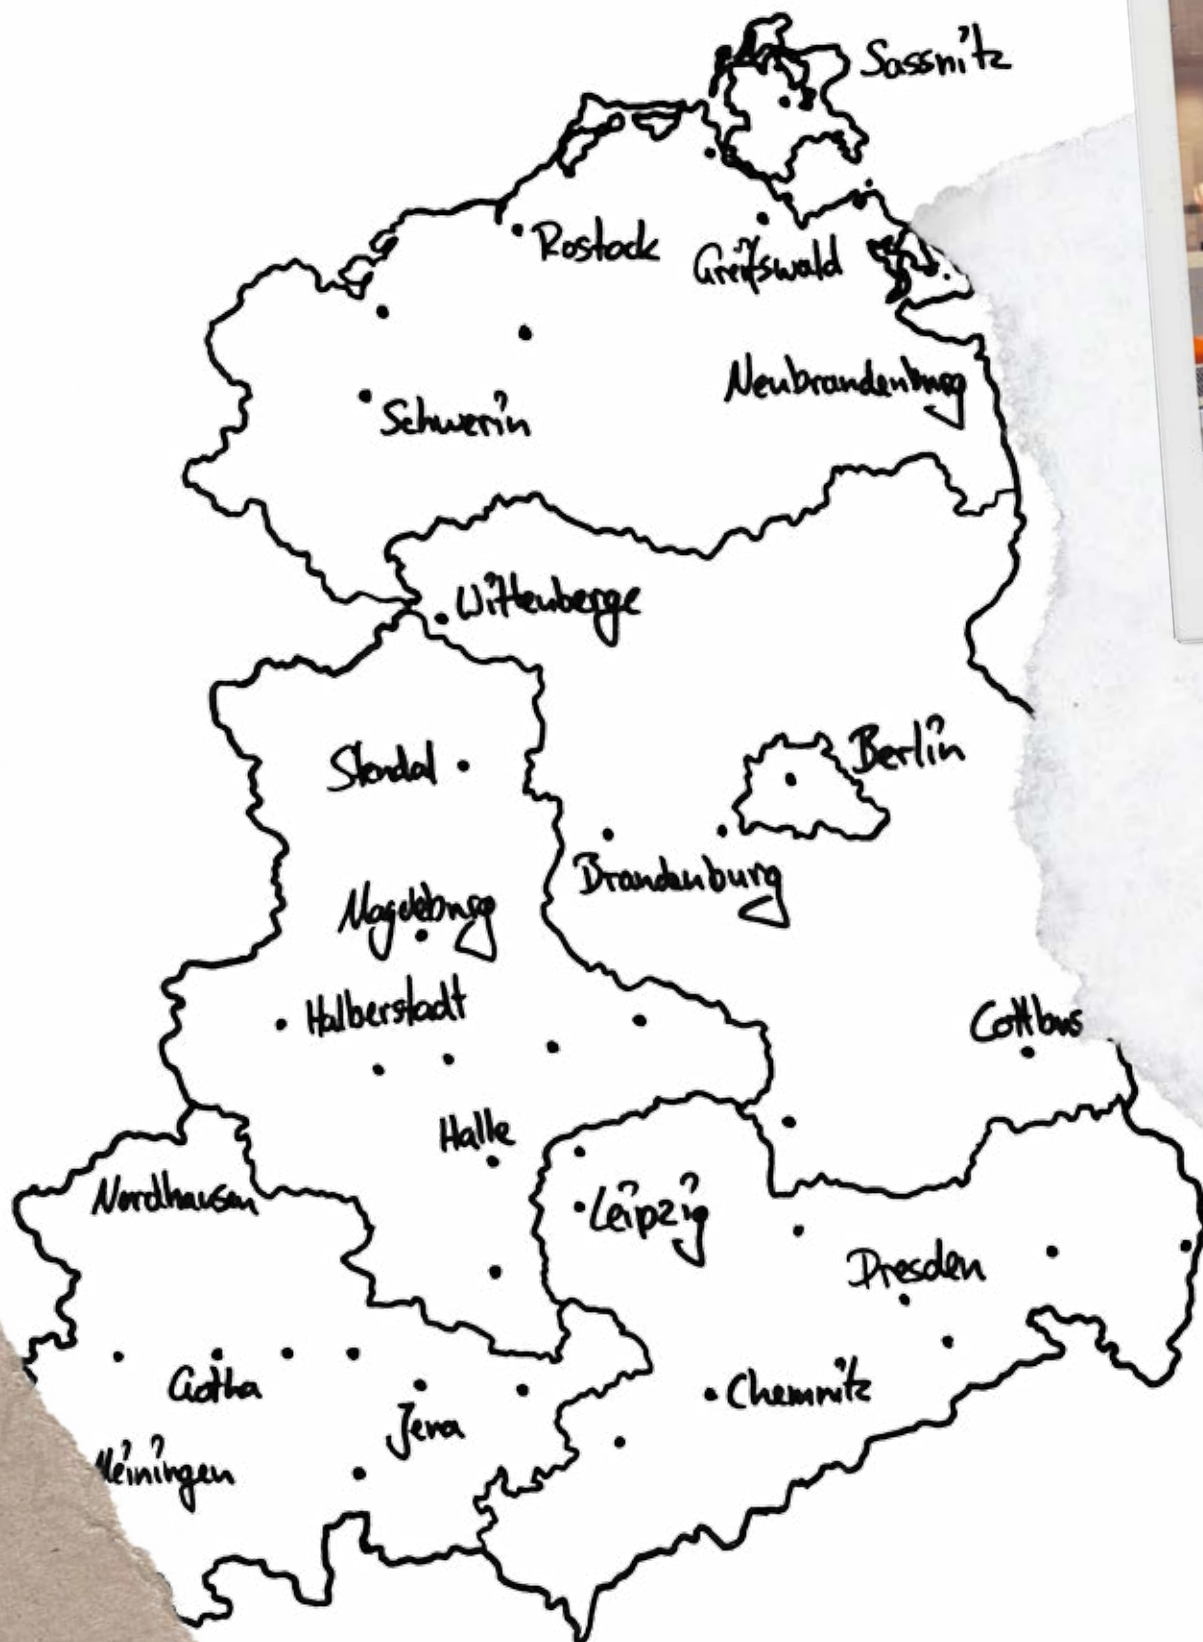 Sassnitz
Rostock
Greifswald
Neubrandenburg
Schwerin
Wittenberge
Stendal
Berlin
Brandenburg
Magdeburg
Halberstadt
Cottbus
Halle
Nordhausen
Leipzig
Dresden
Gotha
Chemnitz
Jena
Meiningen